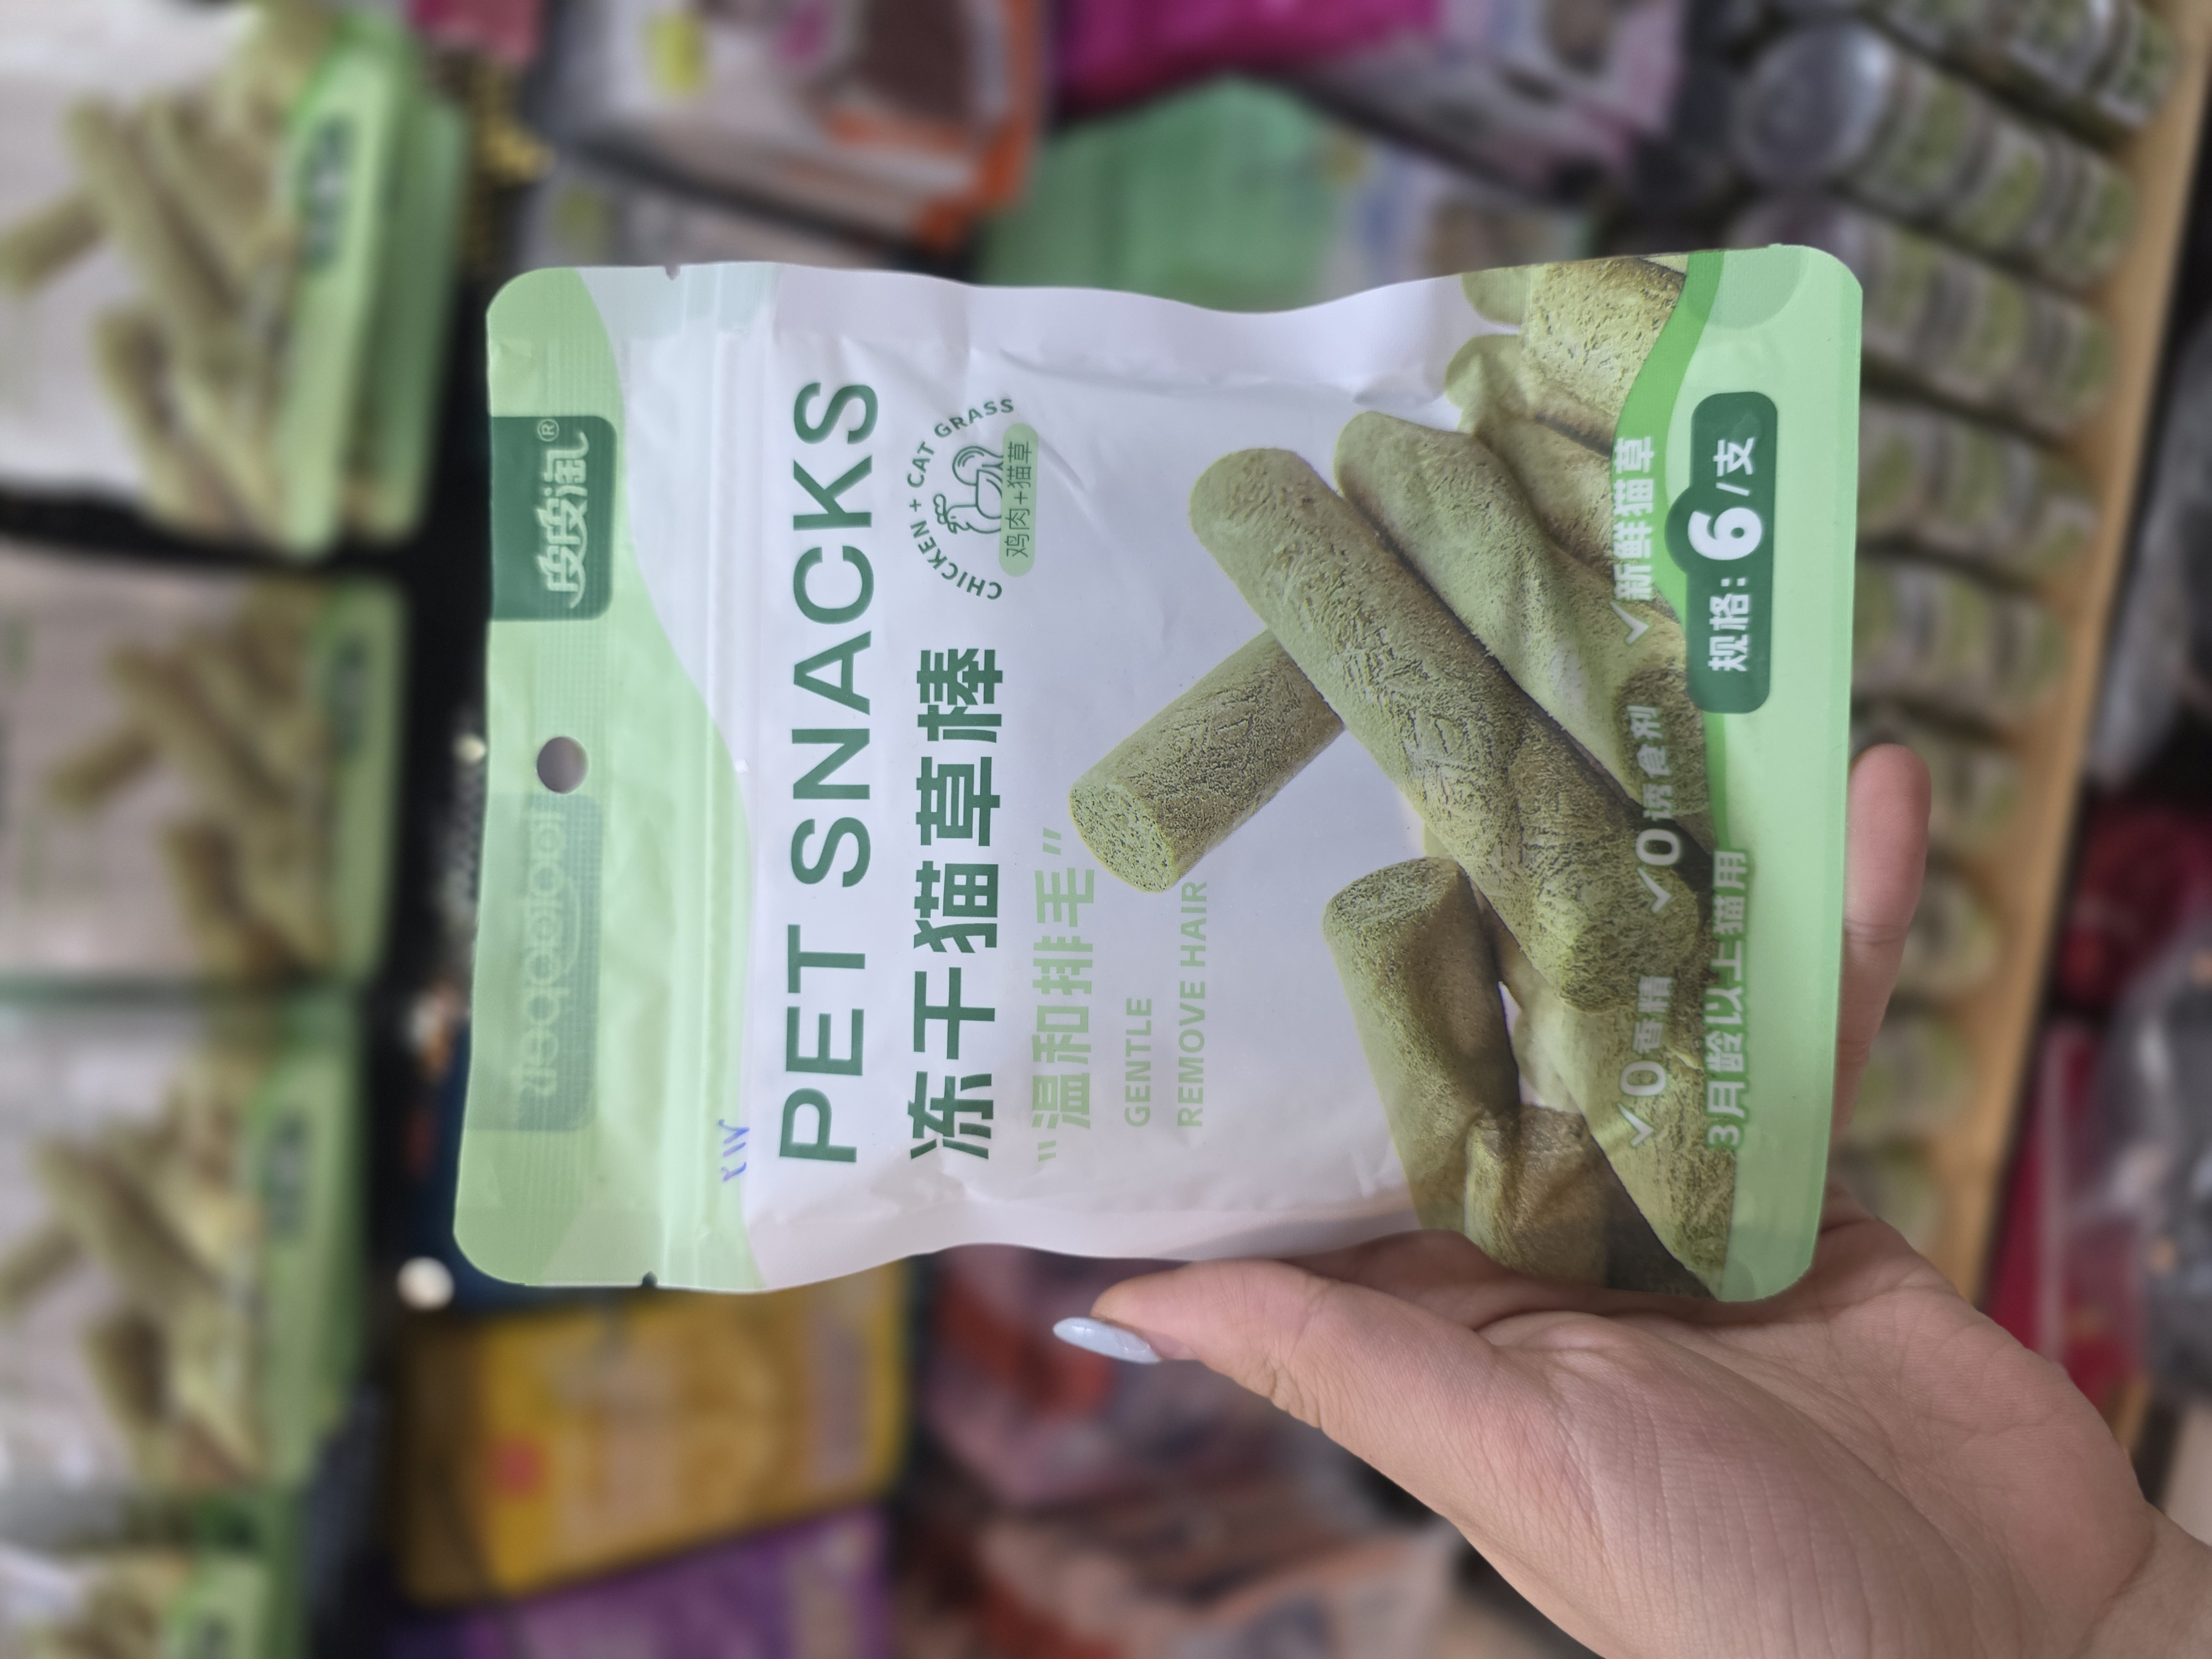 皮皮淘®
PET SNACKS
冻干猫草棒
CHICKEN + CAT GRASS
鸡肉+猫草
"温和排毛"
GENTLE
REMOVE HAIR
✓0香精 ✓0诱食剂 ✓新鲜猫草
3月龄以上猫用
规格:6/支